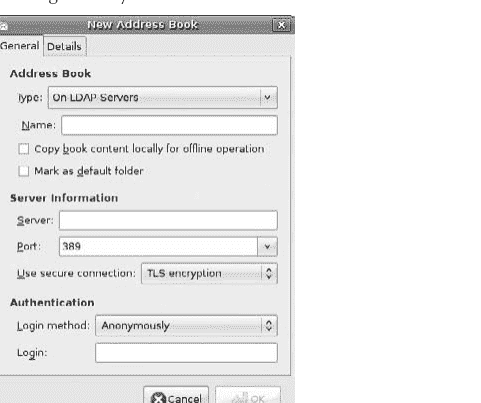 New Address Book
General Details
Address Book
Type: On LDAP Servers
Name:
Copy book content locally for offline operation
Mark as default folder
Server Information
Server:
Port: 389
Use secure connection: TLS encryption
Authentication
Login method: Anonymously
Login:
Cancel OK